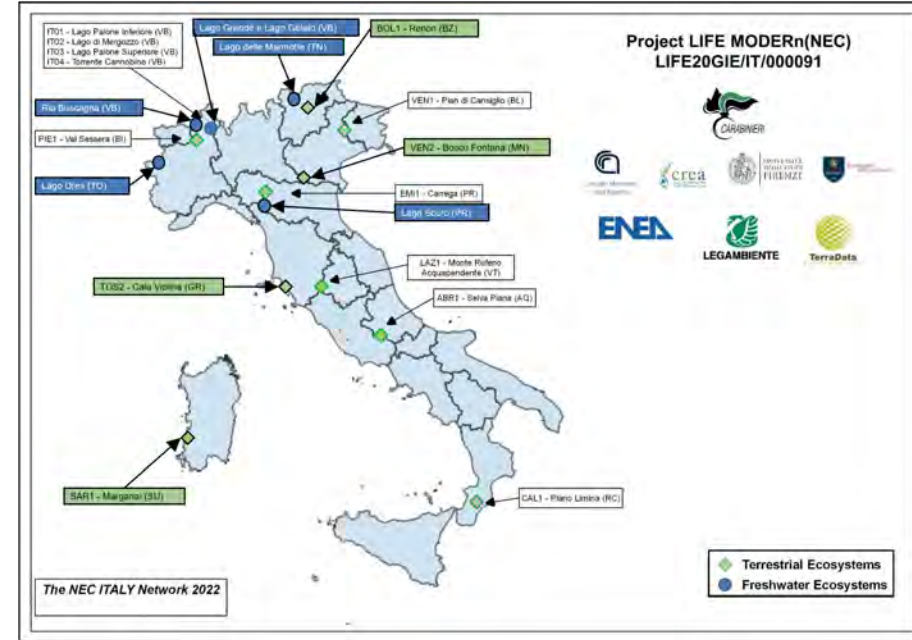 Project LIFE MODERn(NEC)
LIFE20GIE/IT/000091
IT01 - Lago Paione Inferiore (VB)
IT02 - Lago di Mergozzo (VB)
IT03 - Lago Paione Superiore (VB)
IT04 - Torrente Cannobino (VB)
Lago Grande e Lago Gelato (VB)
Lago delle Marmotte (TN)
BOL1 - Renon (BZ)
VEN1 - Pian di Cansiglio (BL)
Rio Buscagna (VB)
PIE1 - Val Sessera (BI)
VEN2 - Bosco Fontana (MN)
Lago (TO)
EMI1 - Carrega (PR)
Lago Scuro (PR)
LAZ1 - Monte Rufeno
Acquapendente (VT)
TOS2 - Cala Violina (GR)
ABR1 - Selva Piana (AQ)
SAR1 - Marganai (SU)
CAL1 - Piano Limina (RC)
CARABINIERI
crea
UNIVERSITÀ
FIRENZE
ENEA
LEGAMBIENTE
TerraData
Terrestrial Ecosystems
Freshwater Ecosystems
The NEC ITALY Network 2022